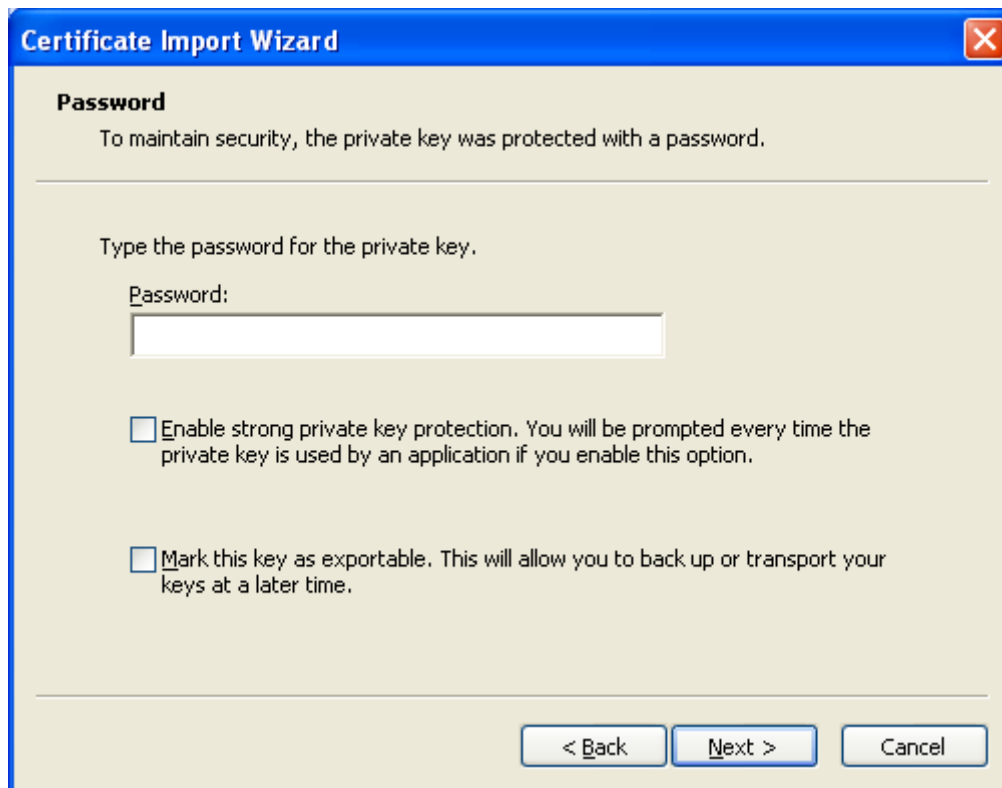 Certificate Import Wizard
Password
To maintain security, the private key was protected with a password.
Type the password for the private key.
Password:
Enable strong private key protection. You will be prompted every time the
private key is used by an application if you enable this option.
Mark this key as exportable. This will allow you to back up or transport your
keys at a later time.
< Back Next > Cancel